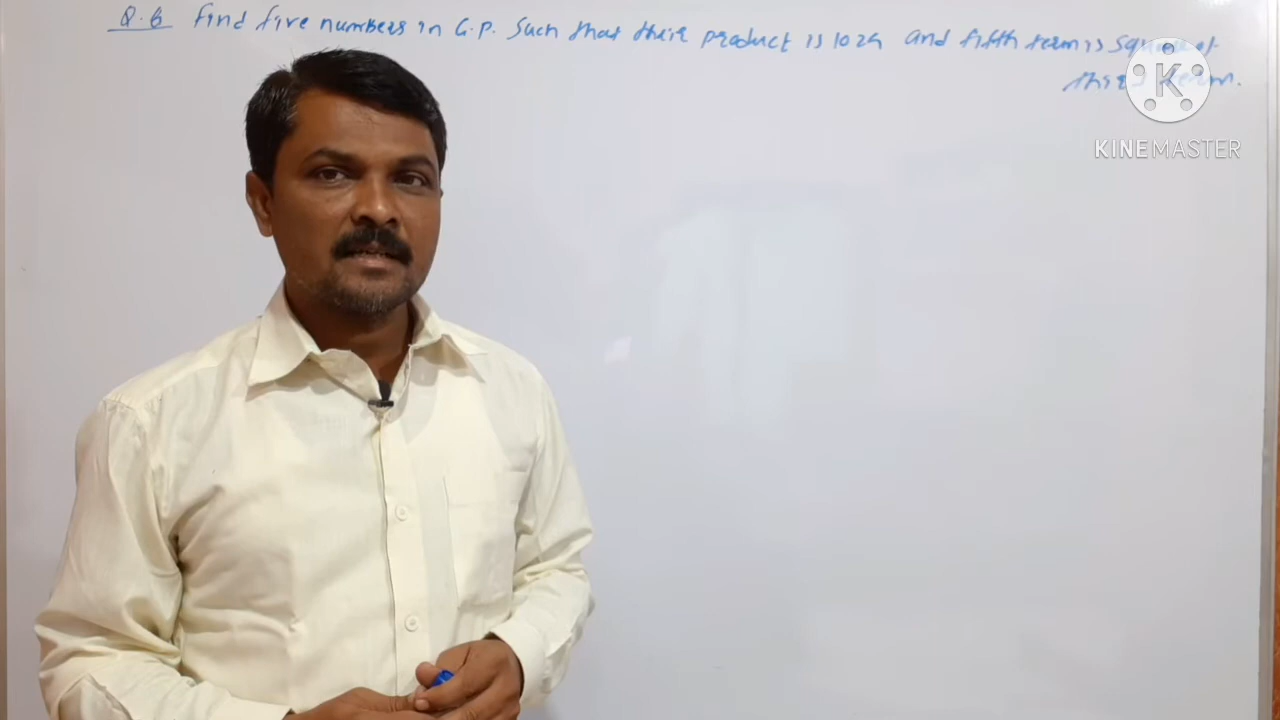 Q.6 Find five numbers in G.P. Such that their product is 1024 and fifth term is square of
third term.
K
KINEMASTER